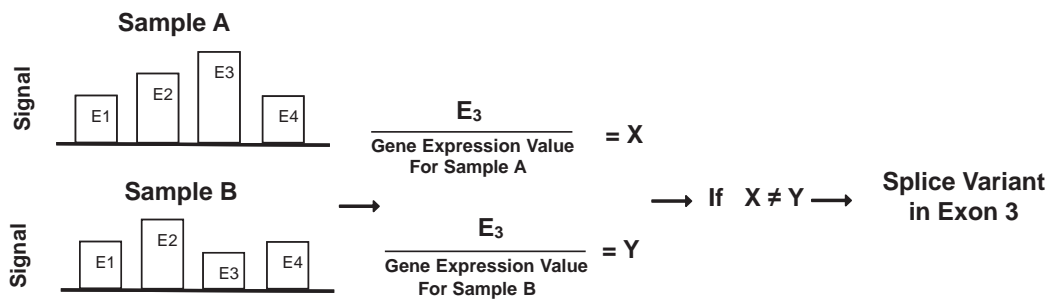 Sample A
Signal
E1
E2
E3
E4
E3
Gene Expression Value
For Sample A
= X
Sample B
Signal
E1
E2
E3
E4
E3
Gene Expression Value
For Sample B
= Y
If X ≠ Y
Splice Variant
in Exon 3